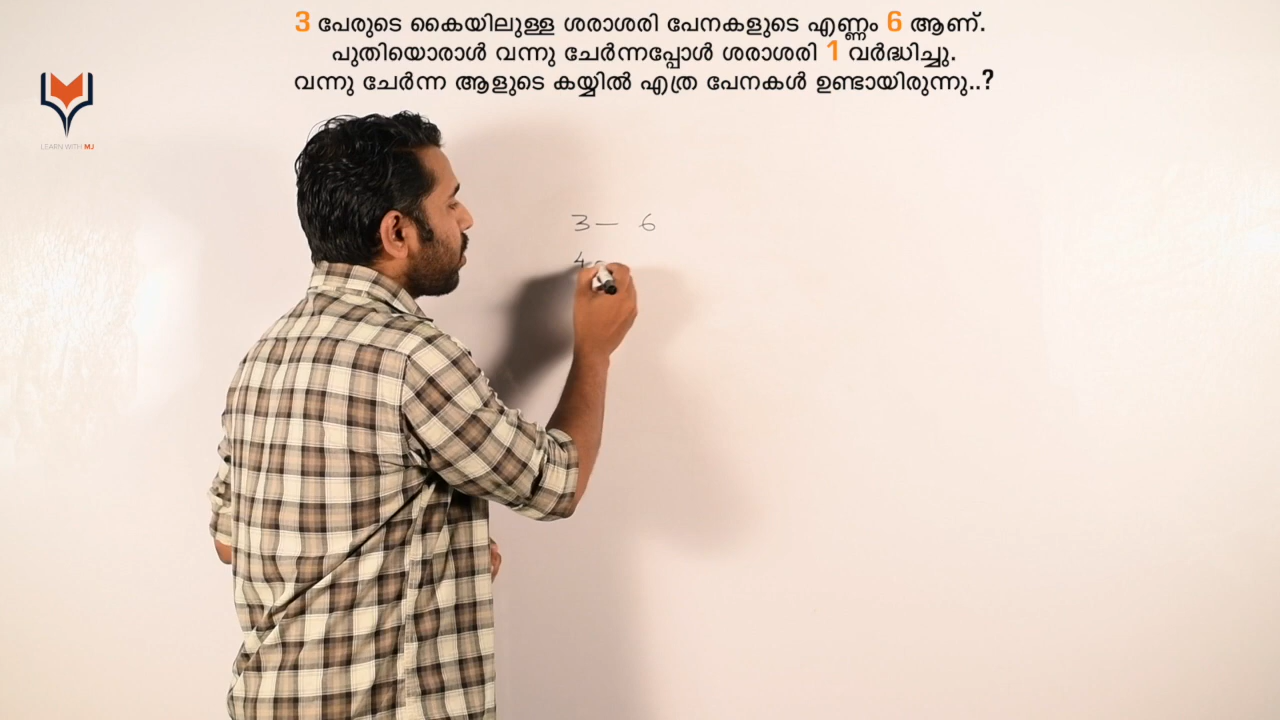 3 പേരുടെ കൈയിലുള്ള ശരാശരി പേനകളുടെ എണ്ണം 6 ആണ്.
പുതിയൊരാൾ വന്നു ചേർന്നപ്പോൾ ശരാശരി 1 വർദ്ധിച്ചു.
വന്നു ചേർന്ന ആളുടെ കയ്യിൽ എത്ര പേനകൾ ഉണ്ടായിരുന്നു..?
LEARN WITH MJ
3 — 6
4